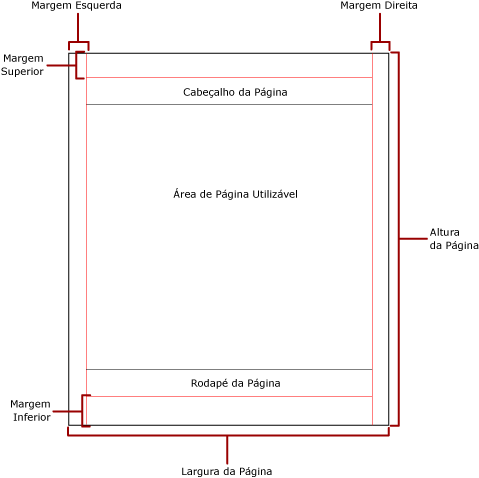 Margem Esquerda
Margem Direita
Margem
Superior
Cabeçalho da Página
Área de Página Utilizável
Altura
da Página
Rodapé da Página
Margem
Inferior
Largura da Página